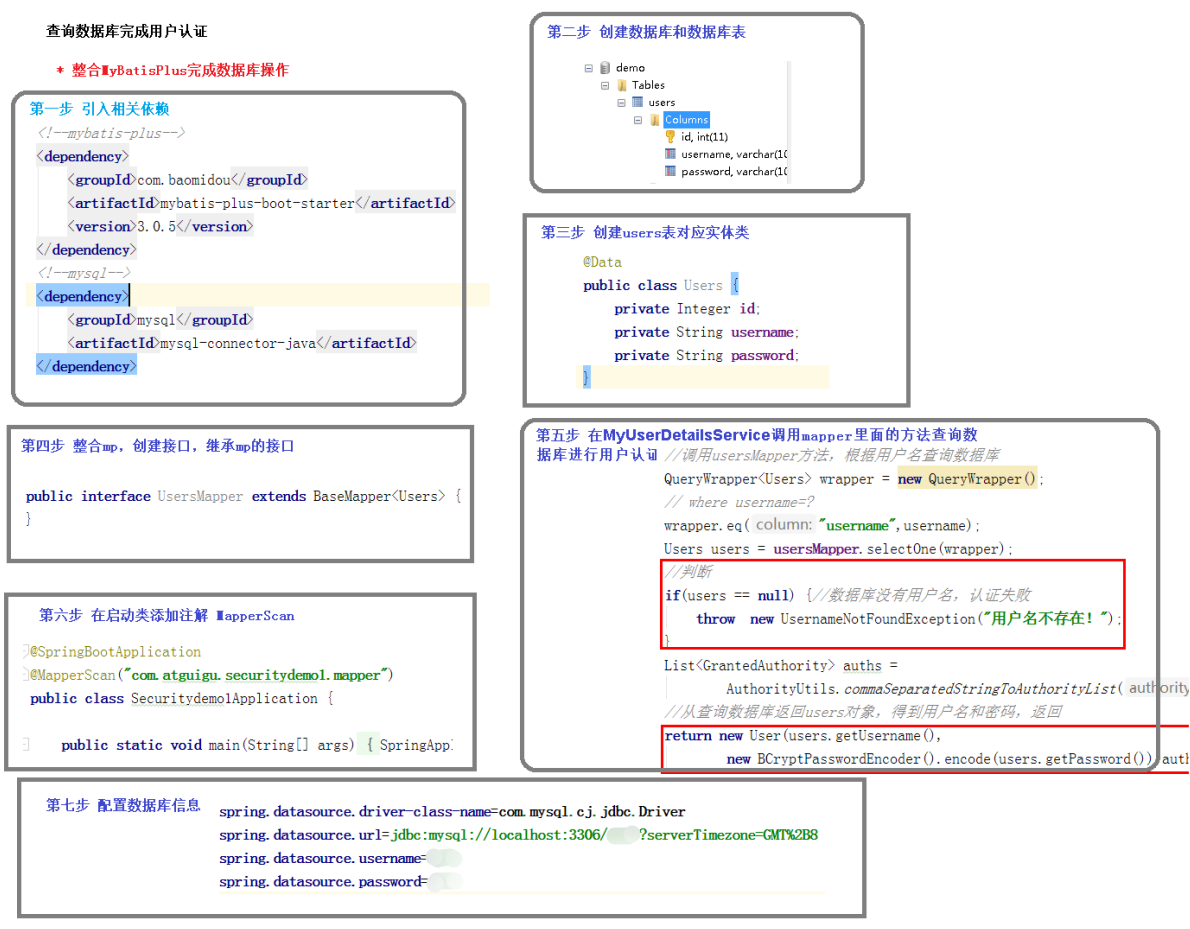 查询数据库完成用户认证
* 整合MyBatisPlus完成数据库操作
第一步 引入相关依赖
<!--mybatis-plus-->
<dependency>
<groupId>com.baomidou</groupId>
<artifactId>mybatis-plus-boot-starter</artifactId>
<version>3.0.5</version>
</dependency>
<!--mysql-->
<dependency>
<groupId>mysql</groupId>
<artifactId>mysql-connector-java</artifactId>
</dependency>
第二步 创建数据库和数据库表
demo
Tables
users
Columns
id, int(11)
username, varchar(10
password, varchar(10
第三步 创建users表对应实体类
@Data
public class Users {
private Integer id;
private String username;
private String password;
}
第四步 整合mp，创建接口，继承mp的接口
public interface UsersMapper extends BaseMapper<Users> {
}
第五步 在MyUserDetailsService调用mapper里面的方法查询数
据库进行用户认证
//调用usersMapper方法，根据用户名查询数据库
QueryWrapper<Users> wrapper = new QueryWrapper();
// where username=?
wrapper.eq( column: "username",username);
Users users = usersMapper.selectOne(wrapper);
//判断
if(users == null) {//数据库没有用户名，认证失败
throw new UsernameNotFoundException("用户名不存在！");
}
List<GrantedAuthority> auths =
AuthorityUtils.commaSeparatedStringToAuthorityList( authority
//从查询数据库返回users对象，得到用户名和密码，返回
return new User(users.getUsername(),
new BCryptPasswordEncoder().encode(users.getPassword()),auth
第六步 在启动类添加注解 MapperScan
@SpringBootApplication
@MapperScan("com.atguigu.securitydemo1.mapper")
public class Securitydemo1Application {
public static void main(String[] args) { SpringAppl
第七步 配置数据库信息
spring.datasource.driver-class-name=com.mysql.cj.jdbc.Driver
spring.datasource.url=jdbc:mysql://localhost:3306/ ?serverTimezone=GMT%2B8
spring.datasource.username=
spring.datasource.password=